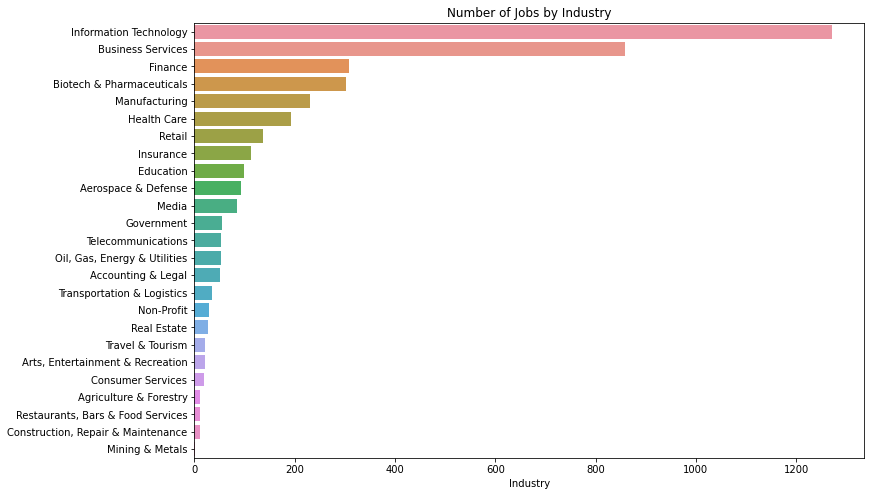 Number of Jobs by Industry
Information Technology
Business Services
Finance
Biotech & Pharmaceuticals
Manufacturing
Health Care
Retail
Insurance
Education
Aerospace & Defense
Media
Government
Telecommunications
Oil, Gas, Energy & Utilities
Accounting & Legal
Transportation & Logistics
Non-Profit
Real Estate
Travel & Tourism
Arts, Entertainment & Recreation
Consumer Services
Agriculture & Forestry
Restaurants, Bars & Food Services
Construction, Repair & Maintenance
Mining & Metals
0 200 400 600 800 1000 1200
Industry